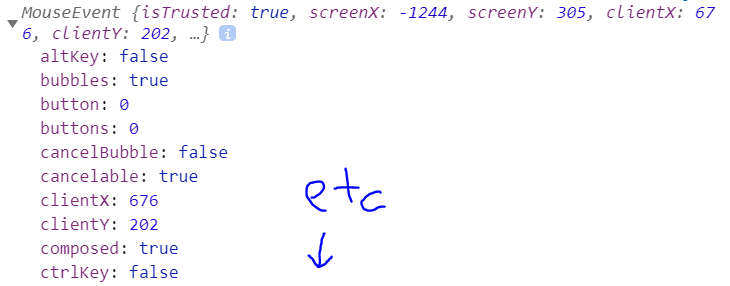 MouseEvent {isTrusted: true, screenX: -1244, screenY: 305, clientX: 67
6, clientY: 202, …} i
altKey: false
bubbles: true
button: 0
buttons: 0
cancelBubble: false
cancelable: true
clientX: 676
clientY: 202
composed: true
ctrlKey: false
etc